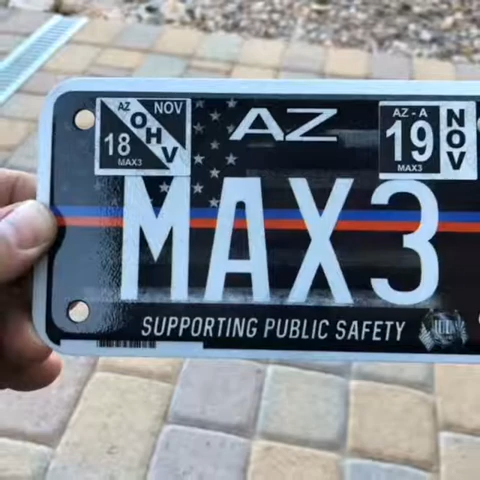 AZ NOV
OHV
18
MAX3
AZ
AZ - A
19
MAX3
NOV
MAX3
SUPPORTING PUBLIC SAFETY